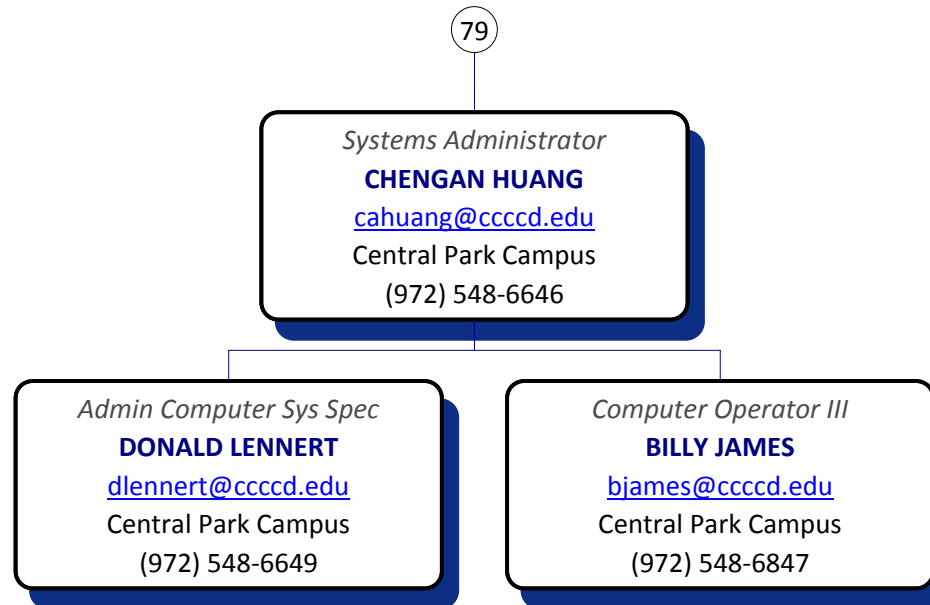 79
Systems Administrator
CHENGAN HUANG
cahuang@ccccd.edu
Central Park Campus
(972) 548-6646
Admin Computer Sys Spec
DONALD LENNERT
dlennert@ccccd.edu
Central Park Campus
(972) 548-6649
Computer Operator III
BILLY JAMES
bjames@ccccd.edu
Central Park Campus
(972) 548-6847